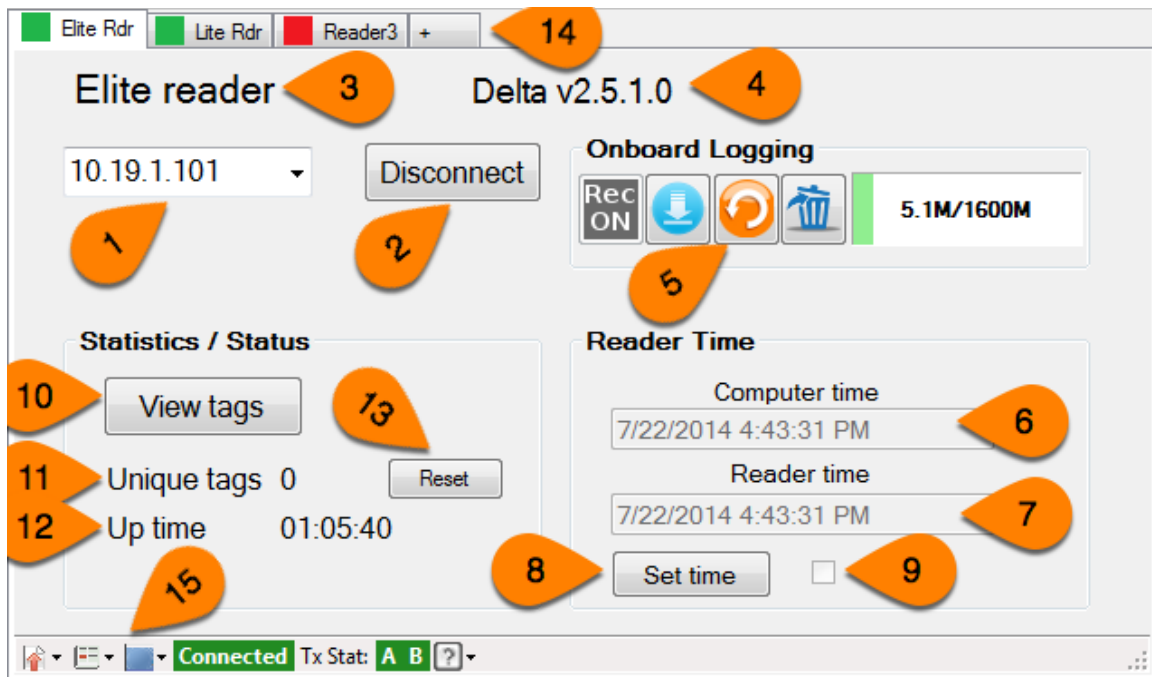 Elite Rdr Lite Rdr Reader3 + 14
Elite reader 3 Delta v2.5.1.0 4
10.19.1.101 Disconnect
1 2
Onboard Logging
Rec ON 5.1M/1600M
5
Statistics / Status
10 View tags 13
11 Unique tags 0 Reset
12 Up time 01:05:40
15
Reader Time
Computer time
7/22/2014 4:43:31 PM 6
Reader time
7/22/2014 4:43:31 PM 7
8 Set time 9
Connected Tx Stat: A B ?